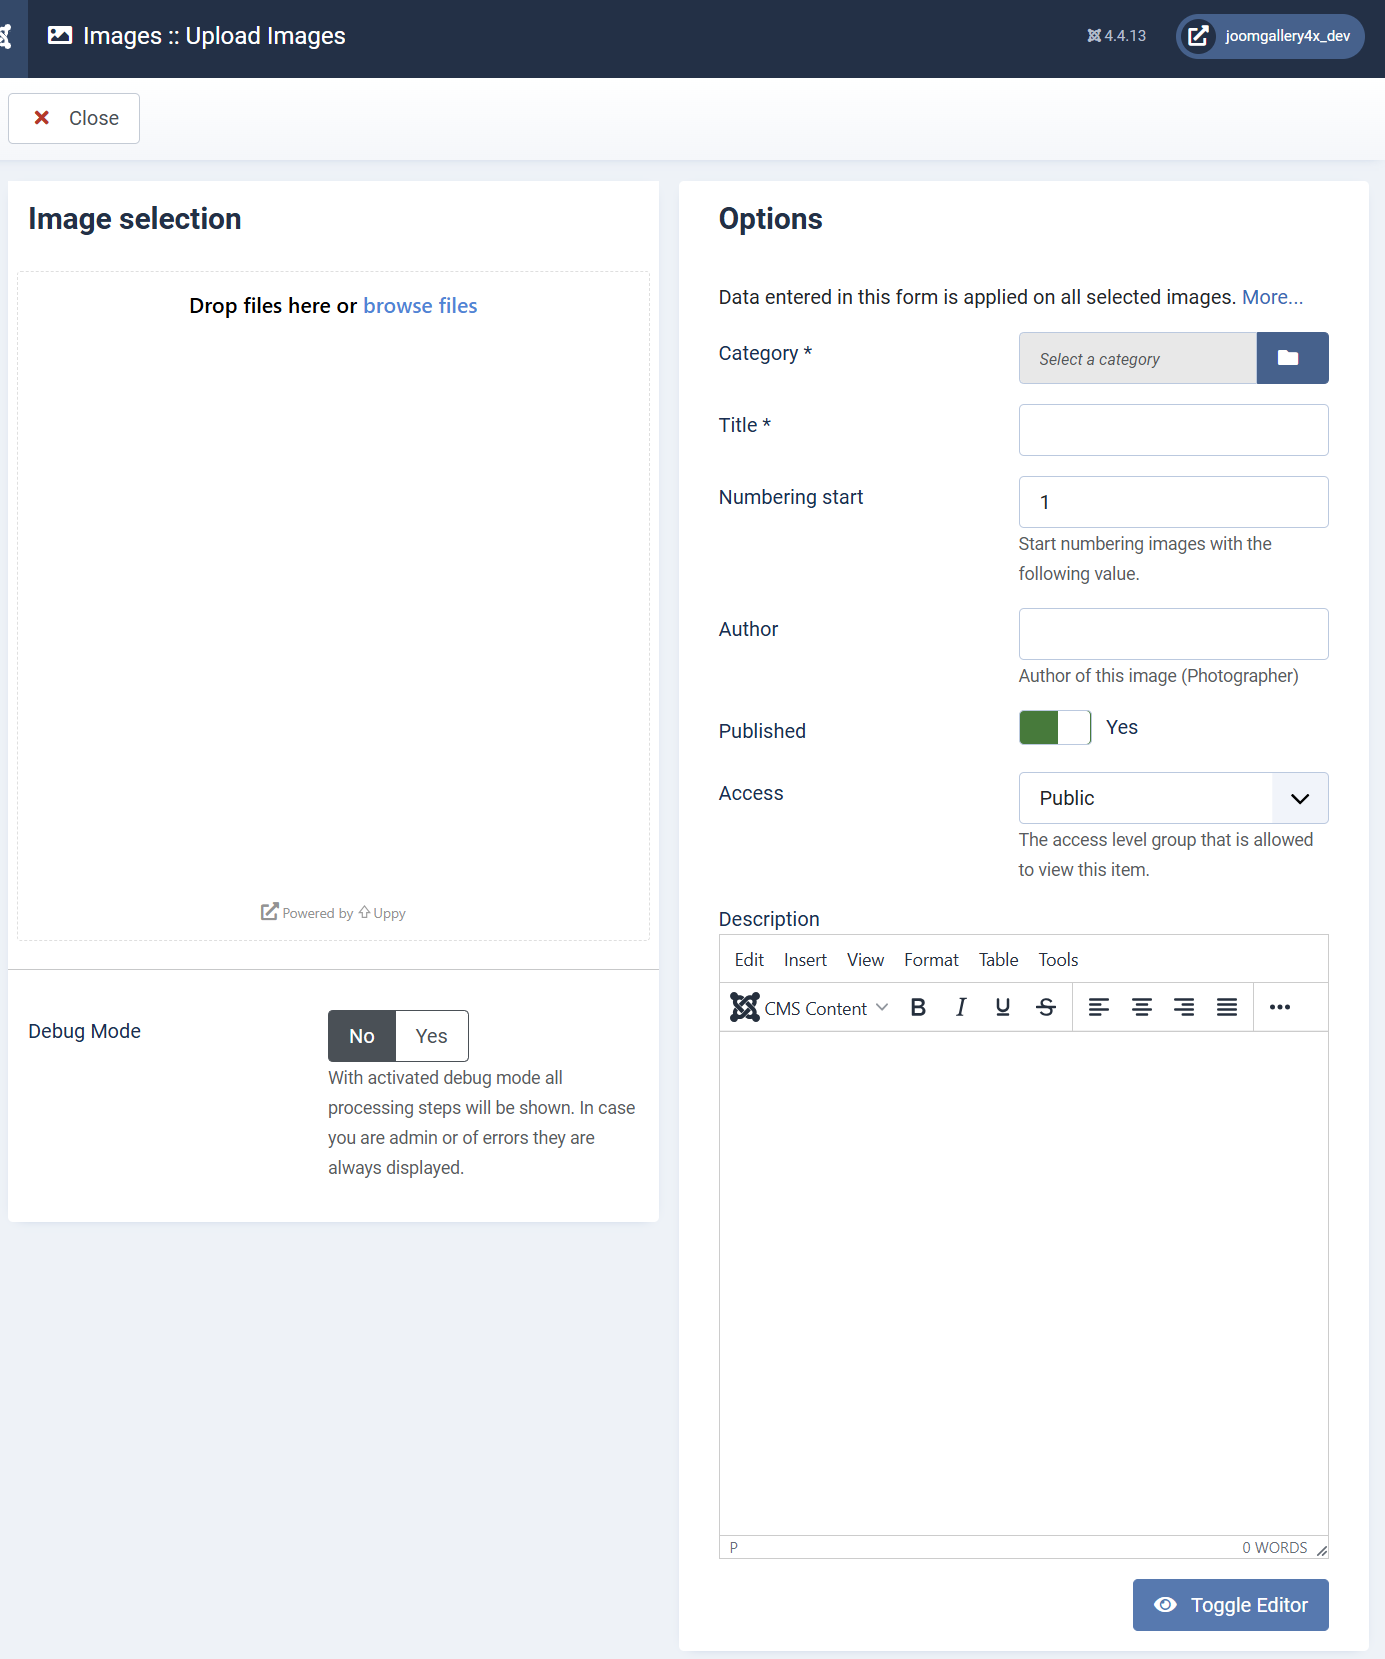 Images :: Upload Images
4.4.13
joomgallery4x_dev
Close
Image selection
Drop files here or browse files
Powered by Uppy
Debug Mode
No Yes
With activated debug mode all
processing steps will be shown. In case
you are admin or of errors they are
always displayed.
Options
Data entered in this form is applied on all selected images. More...
Category *
Select a category
Title *
Numbering start
1
Start numbering images with the
following value.
Author
Author of this image (Photographer)
Published
Yes
Access
Public
The access level group that is allowed
to view this item.
Description
Edit Insert View Format Table Tools
CMS Content B I U S
P
0 WORDS
Toggle Editor